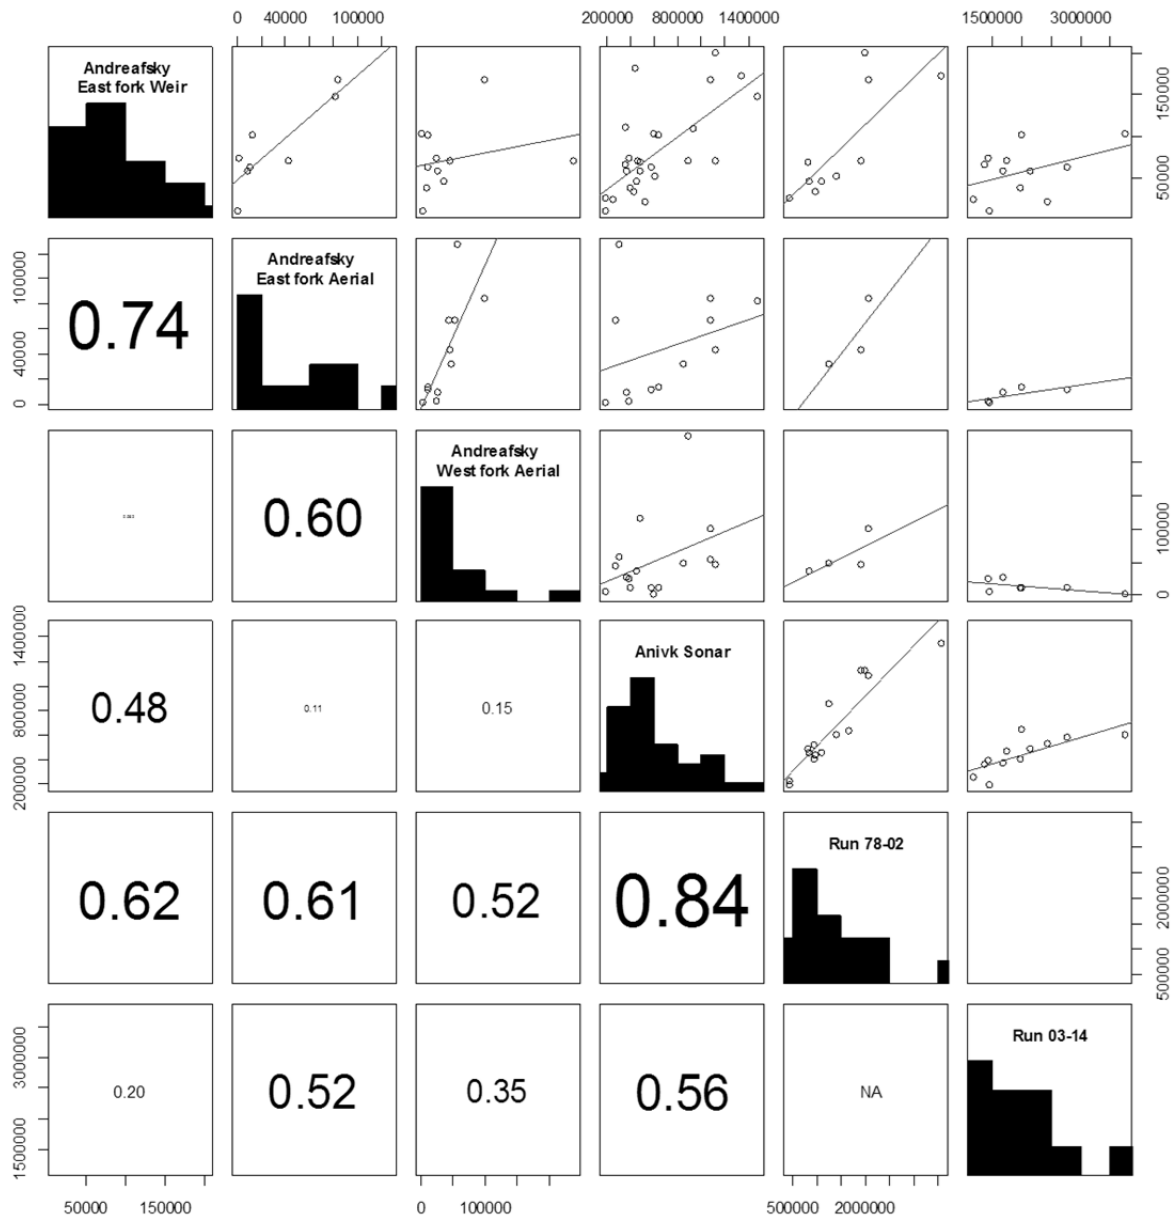 0 40000 100000 200000 800000 1400000 1500000 3000000
Andreafsky
East fork Weir
50000 150000
0.74
Andreafsky
East fork Aerial
0 40000 100000
0.60
Andreafsky
West fork Aerial
0 100000
0.48
0.11
0.15
Anivk Sonar
200000 800000 1400000
0.62
0.61
0.52
0.84
Run 78-02
500000 2000000
0.20
0.52
0.35
0.56
NA
Run 03-14
1500000 3000000
50000 150000 0 100000 500000 2000000